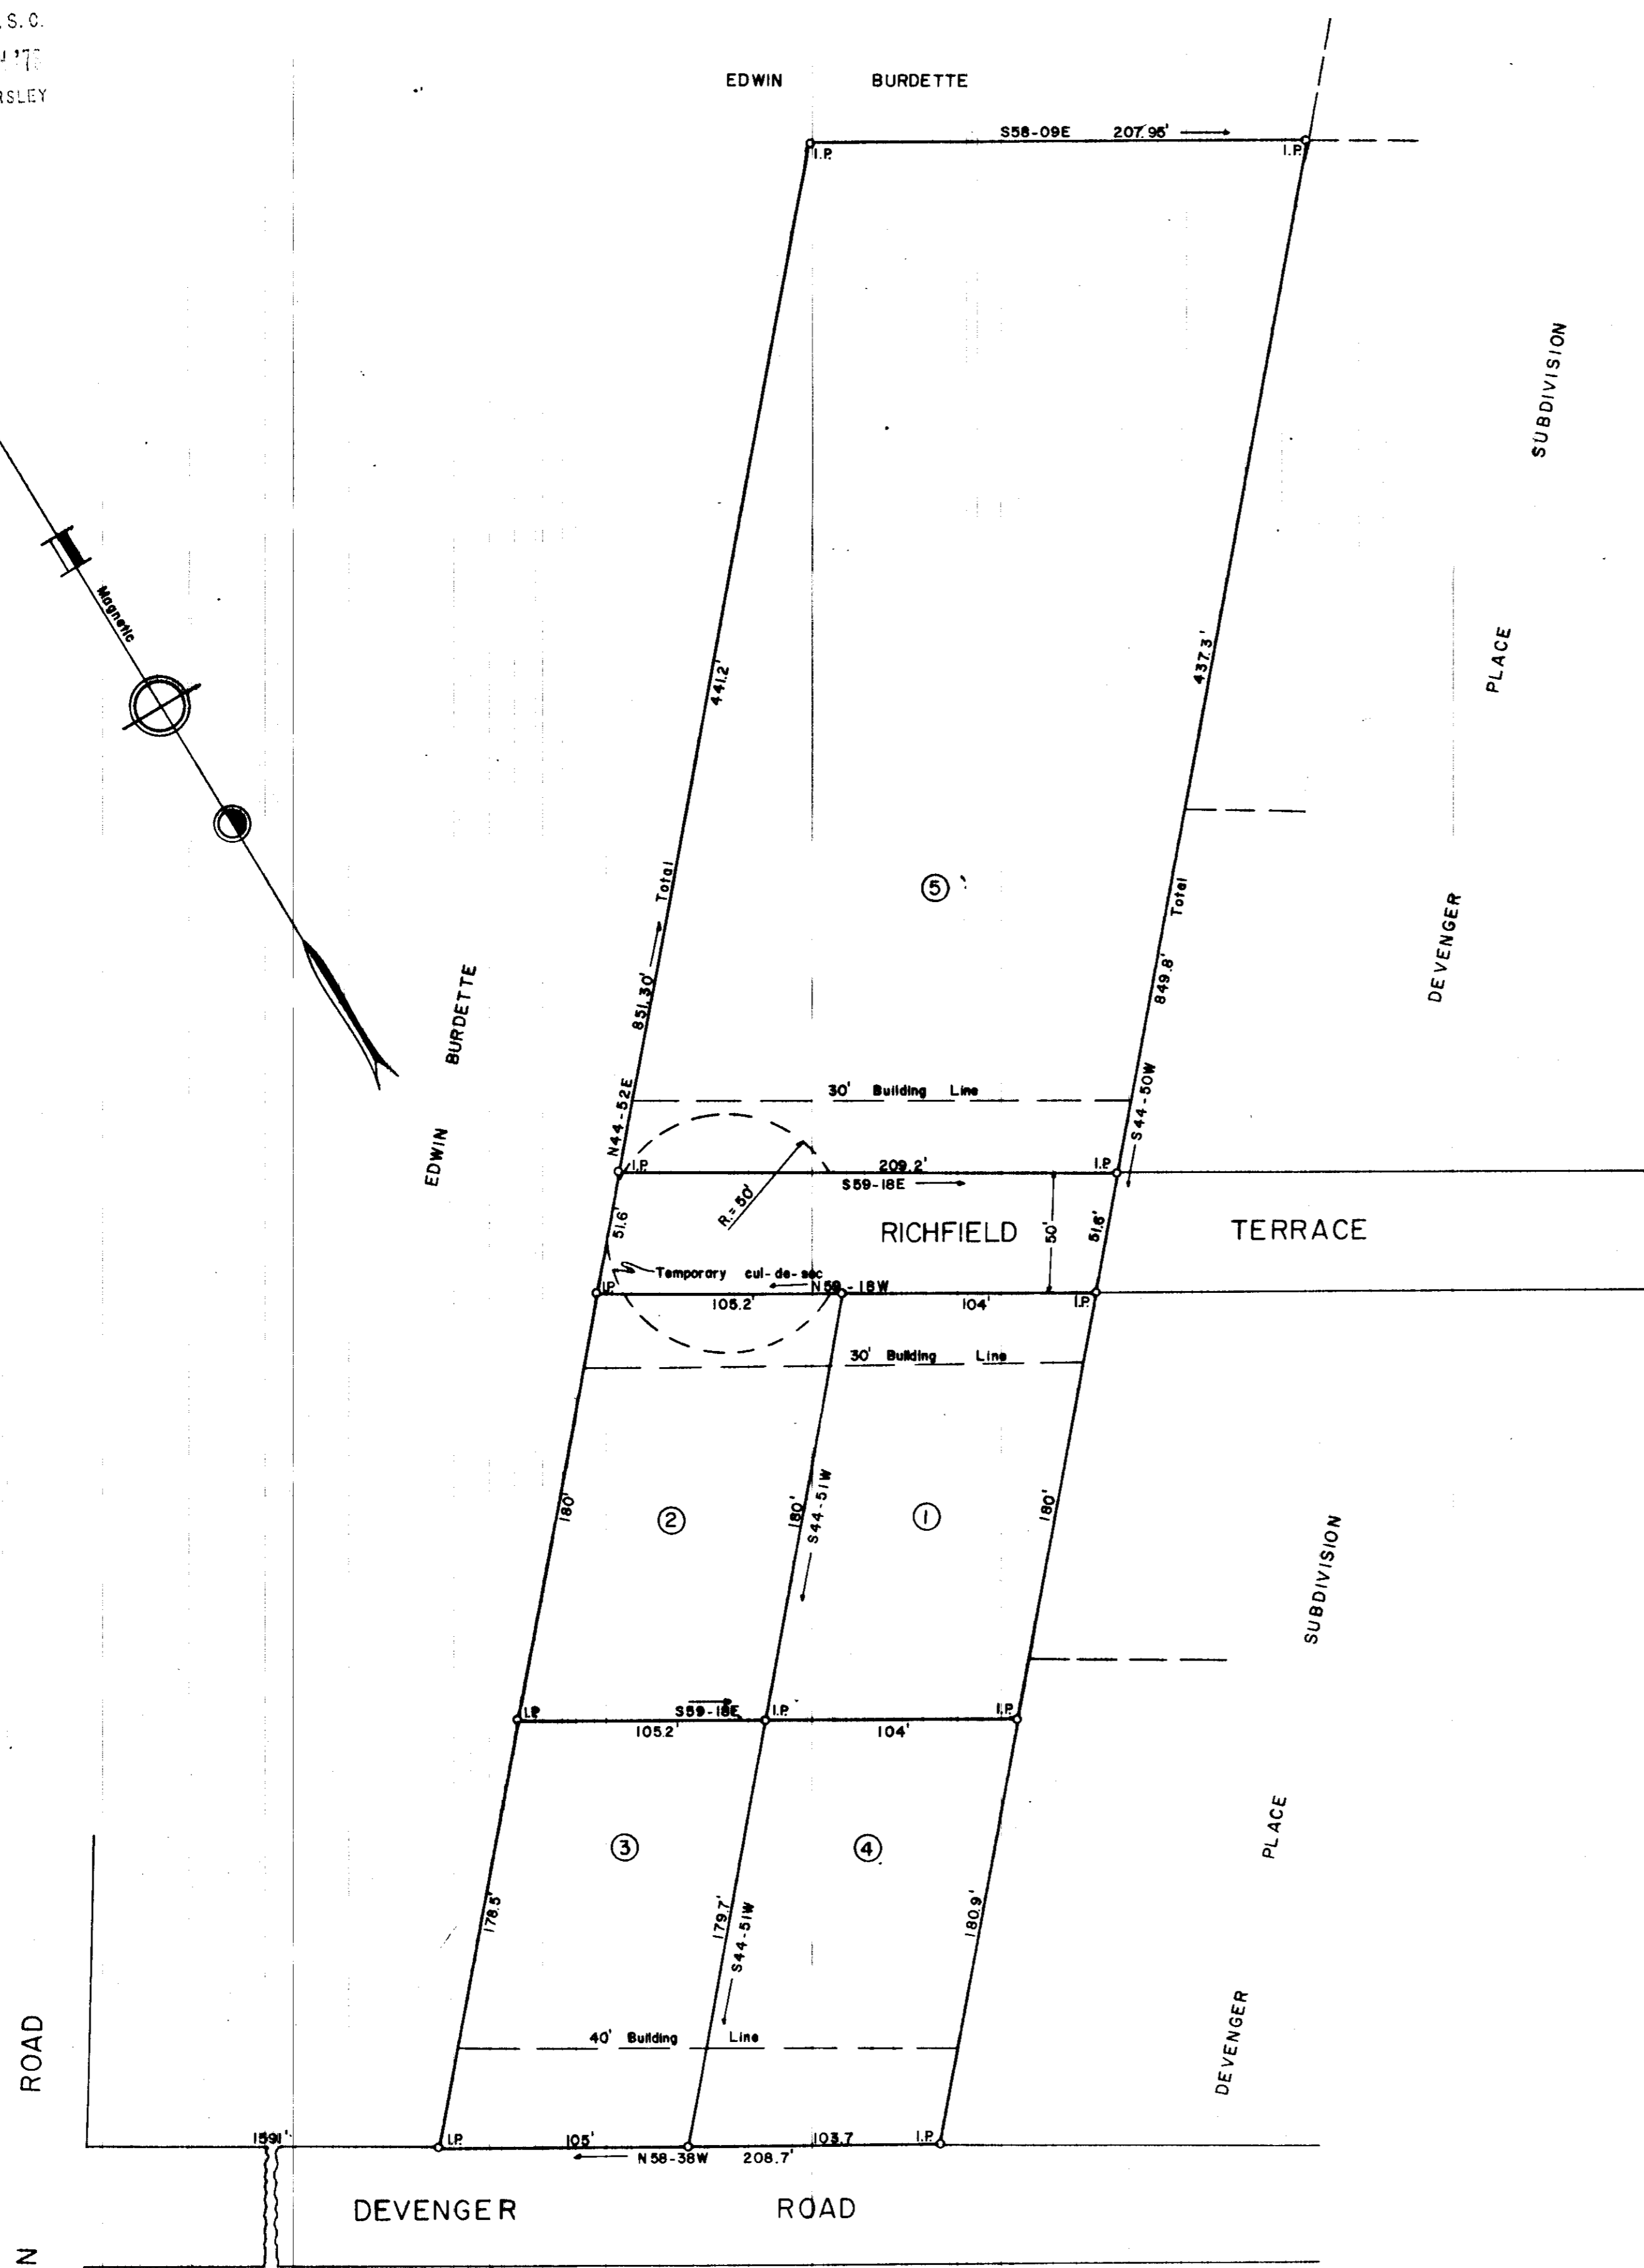 S.C.
RSLEY
EDWIN BURDETTE
S58-09E 207.95'
I.P.
I.P.
SUBDIVISION
Magnetic
441.2'
437.3'
PLACE
Total
5
Total
DEVENGER
851.30'
849.8'
EDWIN BURDETTE
N44-52E
30' Building Line
S44-50W
I.P.
209.2'
I.P.
S59-18E
R.=50'
51.6'
RICHFIELD TERRACE
50'
51.6'
Temporary cul-de-sac
N59-18W
I.P.
105.2'
104'
I.P.
30' Building Line
180'
2
180'
S44-51W
1
180'
SUBDIVISION
I.P.
S59-18E
I.P.
I.P.
105.2'
104'
PLACE
3
4
178.5'
179.7'
S44-51W
180.9'
DEVENGER
40' Building Line
ROAD
1591'
I.P.
105'
103.7
I.P.
N58-38W 208.7'
DEVENGER ROAD
N